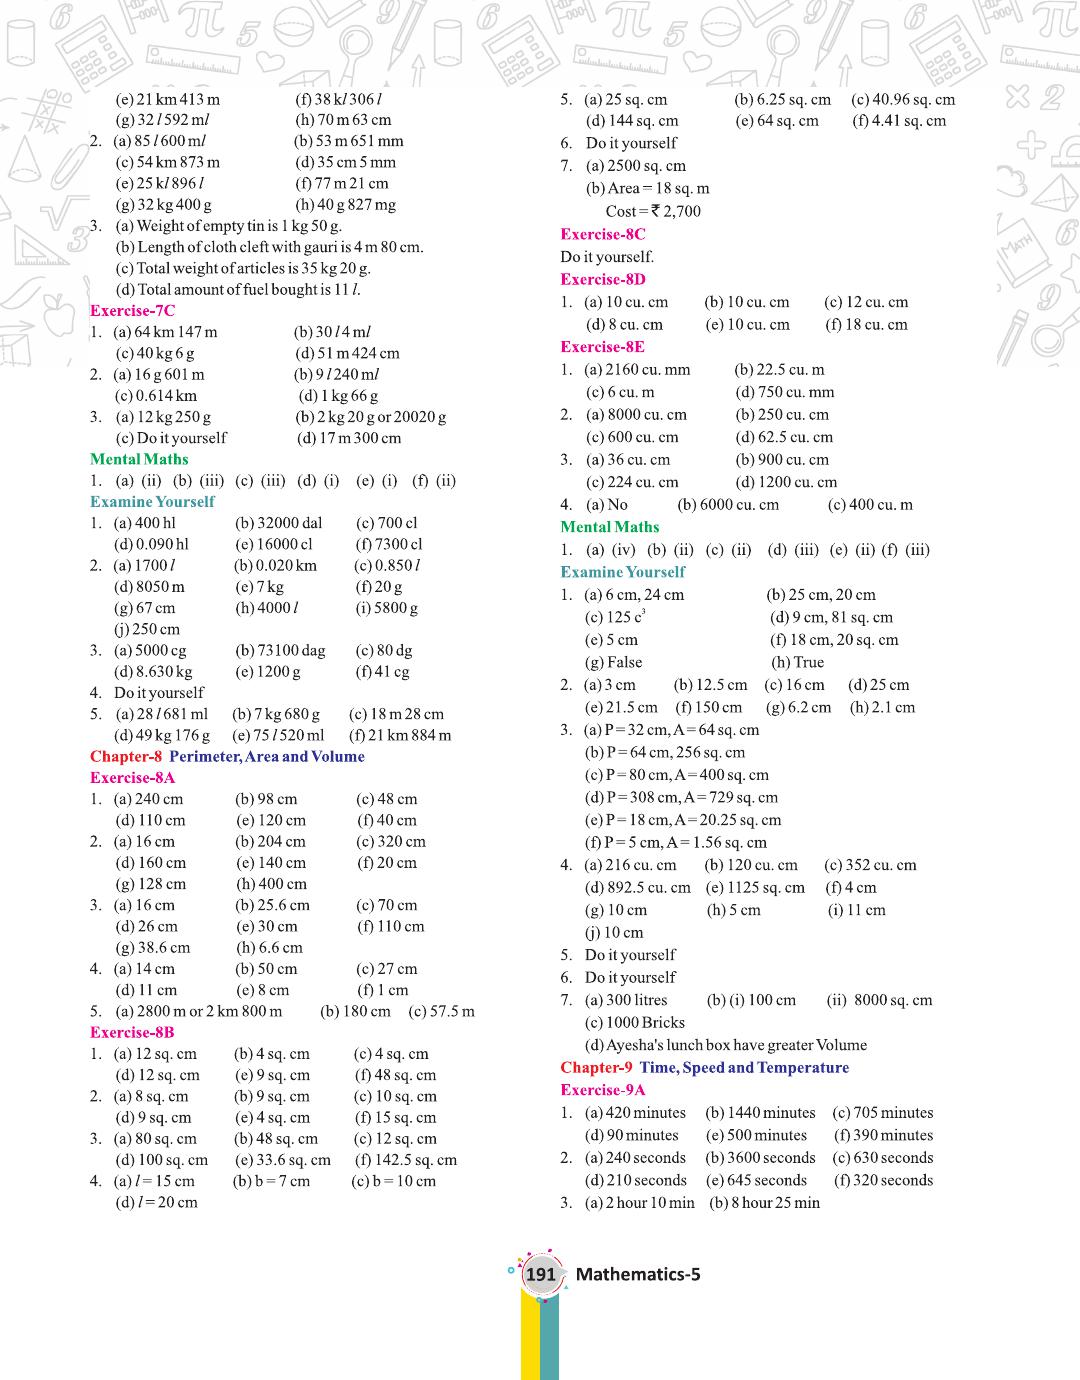 (e) 21 km 413 m (f) 38 kl 306 l
(g) 32 l 592 ml (h) 70 m 63 cm
2. (a) 85 l 600 ml (b) 53 m 651 mm
(c) 54 km 873 m (d) 35 cm 5 mm
(e) 25 kl 896 l (f) 77 m 21 cm
(g) 32 kg 400 g (h) 40 g 827 mg
3. (a) Weight of empty tin is 1 kg 50 g.
(b) Length of cloth cleft with gauri is 4 m 80 cm.
(c) Total weight of articles is 35 kg 20 g.
(d) Total amount of fuel bought is 11 l.
Exercise-7C
1. (a) 64 km 147 m (b) 30 l 4 ml
(c) 40 kg 6 g (d) 51 m 424 cm
2. (a) 16 g 601 m (b) 9 l 240 ml
(c) 0.614 km (d) 1 kg 66 g
3. (a) 12 kg 250 g (b) 2 kg 20 g or 20020 g
(c) Do it yourself (d) 17 m 300 cm
Mental Maths
1. (a) (ii) (b) (iii) (c) (iii) (d) (i) (e) (i) (f) (ii)
Examine Yourself
1. (a) 400 hl (b) 32000 dal (c) 700 cl
(d) 0.090 hl (e) 16000 cl (f) 7300 cl
2. (a) 1700 l (b) 0.020 km (c) 0.850 l
(d) 8050 m (e) 7 kg (f) 20 g
(g) 67 cm (h) 4000 l (i) 5800 g
(j) 250 cm
3. (a) 5000 cg (b) 73100 dag (c) 80 dg
(d) 8.630 kg (e) 1200 g (f) 41 cg
4. Do it yourself
5. (a) 28 l 681 ml (b) 7 kg 680 g (c) 18 m 28 cm
(d) 49 kg 176 g (e) 75 l 520 ml (f) 21 km 884 m
Chapter-8 Perimeter, Area and Volume
Exercise-8A
1. (a) 240 cm (b) 98 cm (c) 48 cm
(d) 110 cm (e) 120 cm (f) 40 cm
2. (a) 16 cm (b) 204 cm (c) 320 cm
(d) 160 cm (e) 140 cm (f) 20 cm
(g) 128 cm (h) 400 cm
3. (a) 16 cm (b) 25.6 cm (c) 70 cm
(d) 26 cm (e) 30 cm (f) 110 cm
(g) 38.6 cm (h) 6.6 cm
4. (a) 14 cm (b) 50 cm (c) 27 cm
(d) 11 cm (e) 8 cm (f) 1 cm
5. (a) 2800 m or 2 km 800 m (b) 180 cm (c) 57.5 m
Exercise-8B
1. (a) 12 sq. cm (b) 4 sq. cm (c) 4 sq. cm
(d) 12 sq. cm (e) 9 sq. cm (f) 48 sq. cm
2. (a) 8 sq. cm (b) 9 sq. cm (c) 10 sq. cm
(d) 9 sq. cm (e) 4 sq. cm (f) 15 sq. cm
3. (a) 80 sq. cm (b) 48 sq. cm (c) 12 sq. cm
(d) 100 sq. cm (e) 33.6 sq. cm (f) 142.5 sq. cm
4. (a) l = 15 cm (b) b = 7 cm (c) b = 10 cm
(d) l = 20 cm
5. (a) 25 sq. cm (b) 6.25 sq. cm (c) 40.96 sq. cm
(d) 144 sq. cm (e) 64 sq. cm (f) 4.41 sq. cm
6. Do it yourself
7. (a) 2500 sq. cm
(b) Area = 18 sq. m
Cost = ₹ 2,700
Exercise-8C
Do it yourself.
Exercise-8D
1. (a) 10 cu. cm (b) 10 cu. cm (c) 12 cu. cm
(d) 8 cu. cm (e) 10 cu. cm (f) 18 cu. cm
Exercise-8E
1. (a) 2160 cu. mm (b) 22.5 cu. m
(c) 6 cu. m (d) 750 cu. mm
2. (a) 8000 cu. cm (b) 250 cu. cm
(c) 600 cu. cm (d) 62.5 cu. cm
3. (a) 36 cu. cm (b) 900 cu. cm
(c) 224 cu. cm (d) 1200 cu. cm
4. (a) No (b) 6000 cu. cm (c) 400 cu. m
Mental Maths
1. (a) (iv) (b) (ii) (c) (ii) (d) (iii) (e) (ii) (f) (iii)
Examine Yourself
1. (a) 6 cm, 24 cm (b) 25 cm, 20 cm
(c) 125 c³ (d) 9 cm, 81 sq. cm
(e) 5 cm (f) 18 cm, 20 sq. cm
(g) False (h) True
2. (a) 3 cm (b) 12.5 cm (c) 16 cm (d) 25 cm
(e) 21.5 cm (f) 150 cm (g) 6.2 cm (h) 2.1 cm
3. (a) P = 32 cm, A = 64 sq. cm
(b) P = 64 cm, 256 sq. cm
(c) P = 80 cm, A = 400 sq. cm
(d) P = 308 cm, A = 729 sq. cm
(e) P = 18 cm, A = 20.25 sq. cm
(f) P = 5 cm, A = 1.56 sq. cm
4. (a) 216 cu. cm (b) 120 cu. cm (c) 352 cu. cm
(d) 892.5 cu. cm (e) 1125 sq. cm (f) 4 cm
(g) 10 cm (h) 5 cm (i) 11 cm
(j) 10 cm
5. Do it yourself
6. Do it yourself
7. (a) 300 litres (b) (i) 100 cm (ii) 8000 sq. cm
(c) 1000 Bricks
(d) Ayesha's lunch box have greater Volume
Chapter-9 Time, Speed and Temperature
Exercise-9A
1. (a) 420 minutes (b) 1440 minutes (c) 705 minutes
(d) 90 minutes (e) 500 minutes (f) 390 minutes
2. (a) 240 seconds (b) 3600 seconds (c) 630 seconds
(d) 210 seconds (e) 645 seconds (f) 320 seconds
3. (a) 2 hour 10 min (b) 8 hour 25 min
191 Mathematics-5